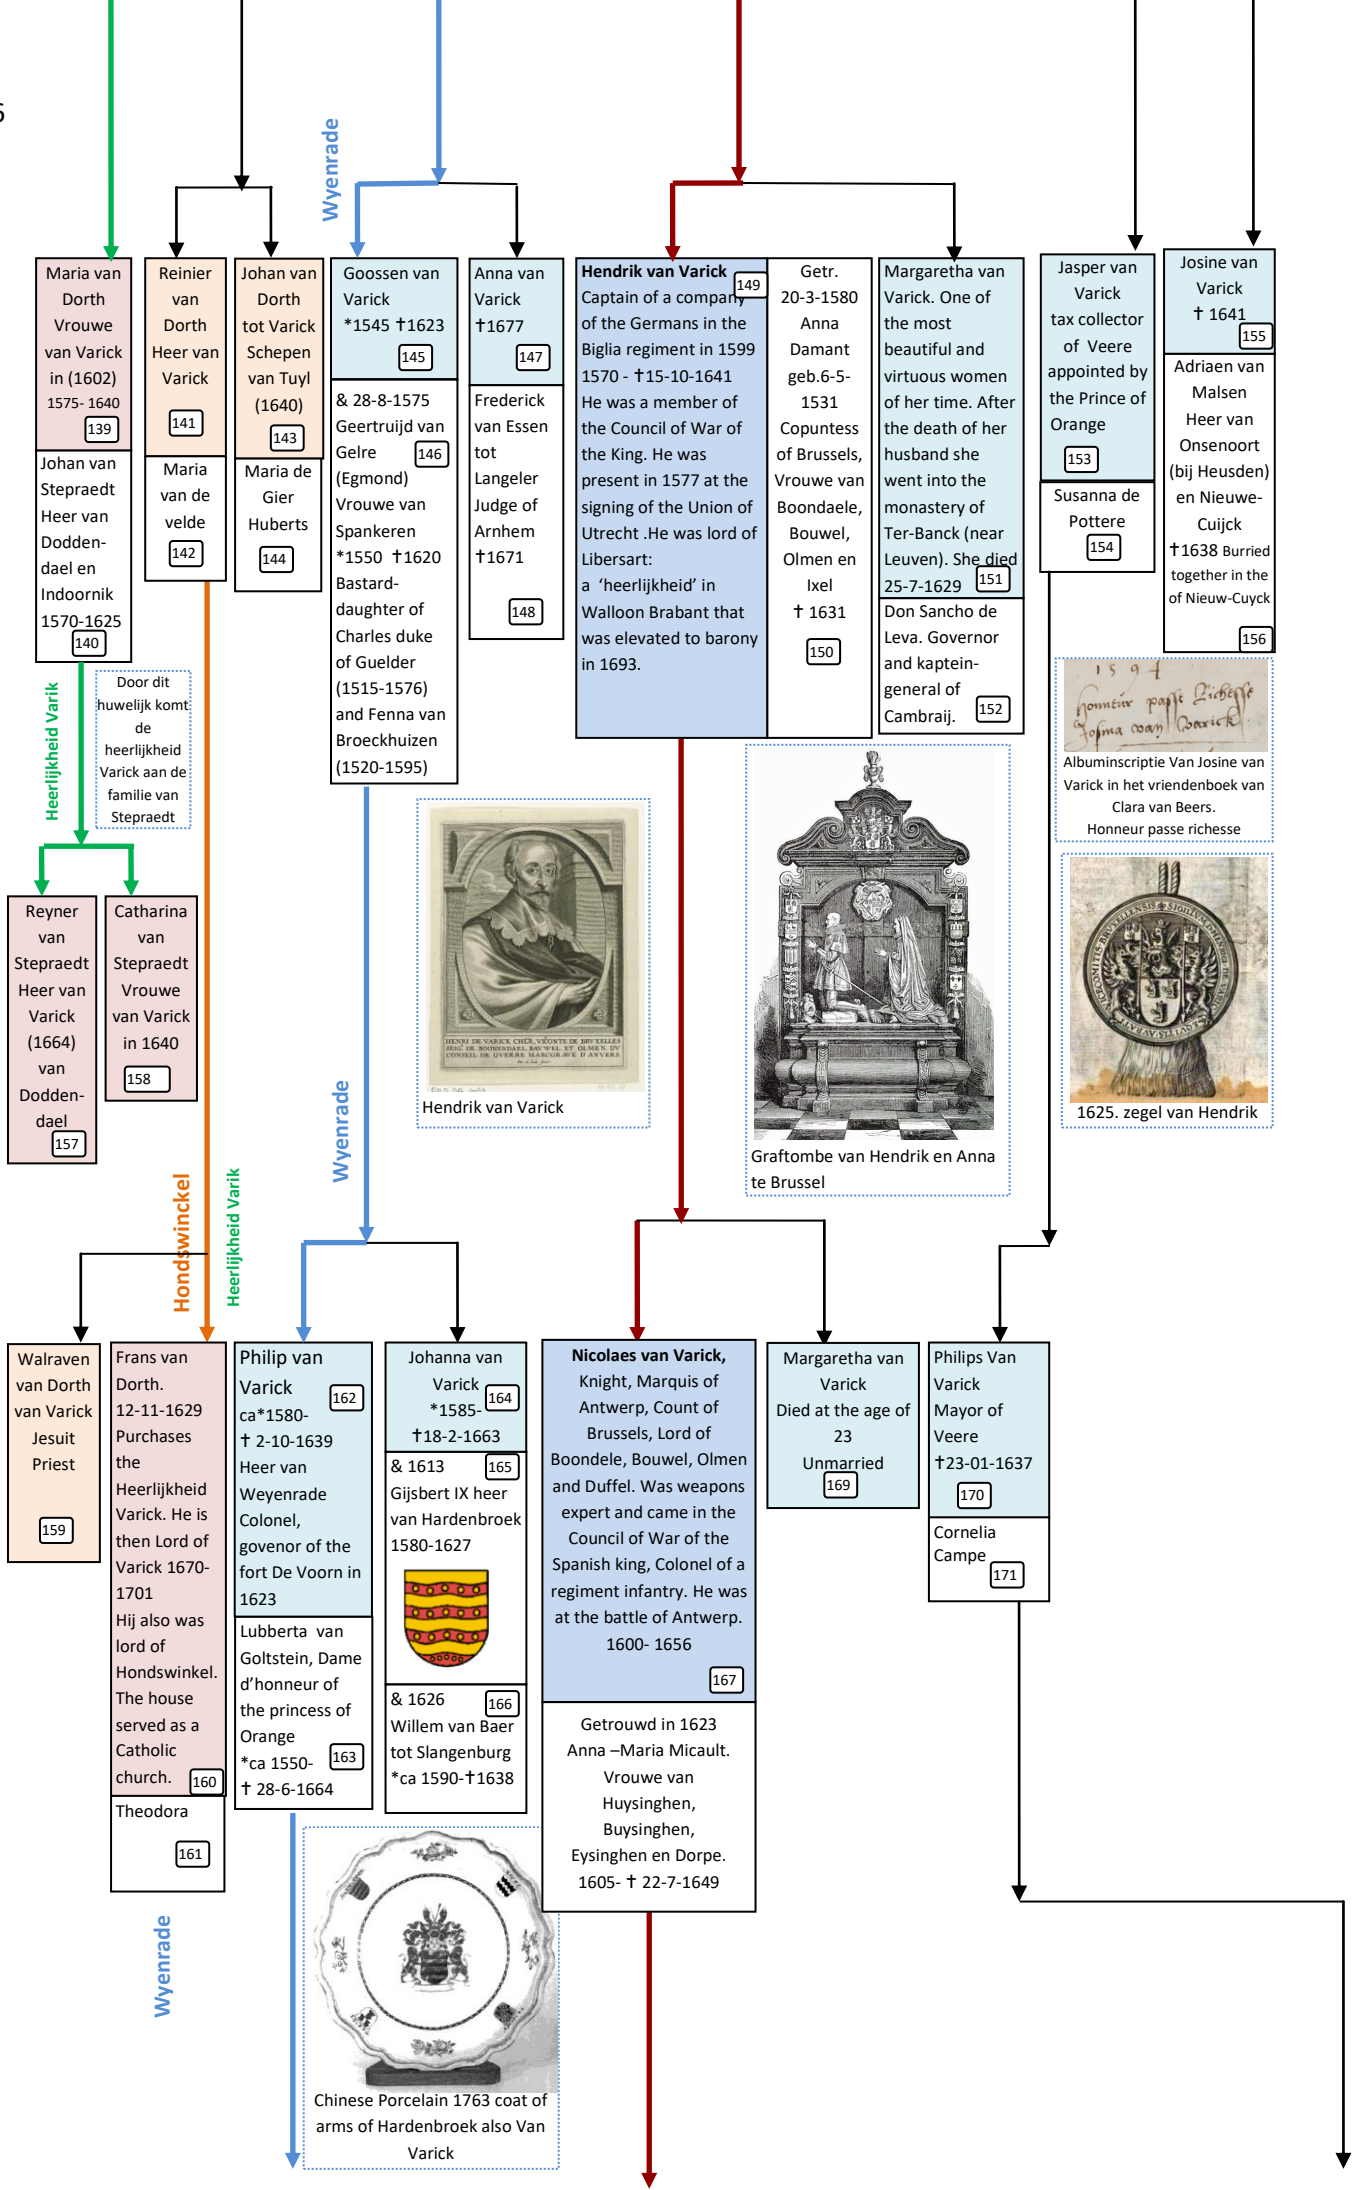 6
Wyenrade
Maria van
Dorth
Vrouwe
van Varick
in (1602)
1575- 1640
139
Johan van
Stepraedt
Heer van
Dodden-
dael en
Indoornik
1570-1625
140
Reinier
van
Dorth
Heer van
Varick
141
Maria
van de
velde
142
Johan van
Dorth
tot Varick
Schepen
van Tuyl
(1640)
143
Maria de
Gier
Huberts
144
Goossen van
Varick
*1545 ✝1623
145
& 28-8-1575
Geertruijd van
Gelre
146
(Egmond)
Vrouwe van
Spankeren
*1550 ✝1620
Bastard-
daughter of
Charles duke
of Guelder
(1515-1576)
and Fenna van
Broeckhuizen
(1520-1595)
Anna van
Varick
✝1677
147
Frederick
van Essen
tot
Langeler
Judge of
Arnhem
✝1671
148
Hendrik van Varick
149
Captain of a company
of the Germans in the
Biglia regiment in 1599
1570 - ✝15-10-1641
He was a member of
the Council of War of
the King. He was
present in 1577 at the
signing of the Union of
Utrecht .He was lord of
Libersart:
a ‘heerlijkheid’ in
Walloon Brabant that
was elevated to barony
in 1693.
Getr.
20-3-1580
Anna
Damant
geb.6-5-
1531
Copuntess
of Brussels,
Vrouwe van
Boondaele,
Bouwel,
Olmen en
Ixel
✝ 1631
150
Margaretha van
Varick. One of
the most
beautiful and
virtuous women
of her time. After
the death of her
husband she
went into the
monastery of
Ter-Banck (near
Leuven). She died
25-7-1629
151
Don Sancho de
Leva. Governor
and kaptein-
general of
Cambraij.
152
Jasper van
Varick
tax collector
of Veere
appointed by
the Prince of
Orange
153
Susanna de
Pottere
154
Josine van
Varick
✝ 1641
155
Adriaen van
Malsen
Heer van
Onsenoort
(bij Heusden)
en Nieuwe-
Cuijck
✝1638 Burried
together in the
of Nieuw-Cuyck
156
Heerlijkheid Varik
Door dit
huwelijk komt
de
heerlijkheid
Varick aan de
familie van
Stepraedt
1594
Honneur passe Richesse
Josina van Varick
Albuminscriptie Van Josine van
Varick in het vriendenboek van
Clara van Beers.
Honneur passe richesse
HENRI DE VARICK CHER, VICONTE DE BRVXELLES
SEIG. DE BOONENDAEL BAVWEL ET OLMEN DV
CONSEIL DE GVERRE MARCGRAVE D ANVERS
Hendrik van Varick
Graftombe van Hendrik en Anna
te Brussel
1625. zegel van Hendrik
Reyner
van
Stepraedt
Heer van
Varick
(1664)
van
Dodden-
dael
157
Catharina
van
Stepraedt
Vrouwe
van Varick
in 1640
158
Hondswinckel
Heerlijkheid Varik
Wyenrade
Walraven
van Dorth
van Varick
Jesuit
Priest
159
Frans van
Dorth.
12-11-1629
Purchases
the
Heerlijkheid
Varick. He is
then Lord of
Varick 1670-
1701
Hij also was
lord of
Hondswinkel.
The house
served as a
Catholic
church.
160
Theodora
161
Philip van
Varick
162
ca*1580-
✝ 2-10-1639
Heer van
Weyenrade
Colonel,
govenor of the
fort De Voorn in
1623
Lubberta van
Goltstein, Dame
d’honneur of
the princess of
Orange
*ca 1550-
163
✝ 28-6-1664
Johanna van
Varick
164
*1585-
✝18-2-1663
& 1613
165
Gijsbert IX heer
van Hardenbroek
1580-1627
& 1626
166
Willem van Baer
tot Slangenburg
*ca 1590-✝1638
Nicolaes van Varick,
Knight, Marquis of
Antwerp, Count of
Brussels, Lord of
Boondele, Bouwel, Olmen
and Duffel. Was weapons
expert and came in the
Council of War of the
Spanish king, Colonel of a
regiment infantry. He was
at the battle of Antwerp.
1600- 1656
167
Getrouwd in 1623
Anna –Maria Micault.
Vrouwe van
Huysinghen,
Buysinghen,
Eysinghen en Dorpe.
1605- ✝ 22-7-1649
Margaretha van
Varick
Died at the age of
23
Unmarried
169
Philips Van
Varick
Mayor of
Veere
✝23-01-1637
170
Cornelia
Campe
171
Wyenrade
Chinese Porcelain 1763 coat of
arms of Hardenbroek also Van
Varick